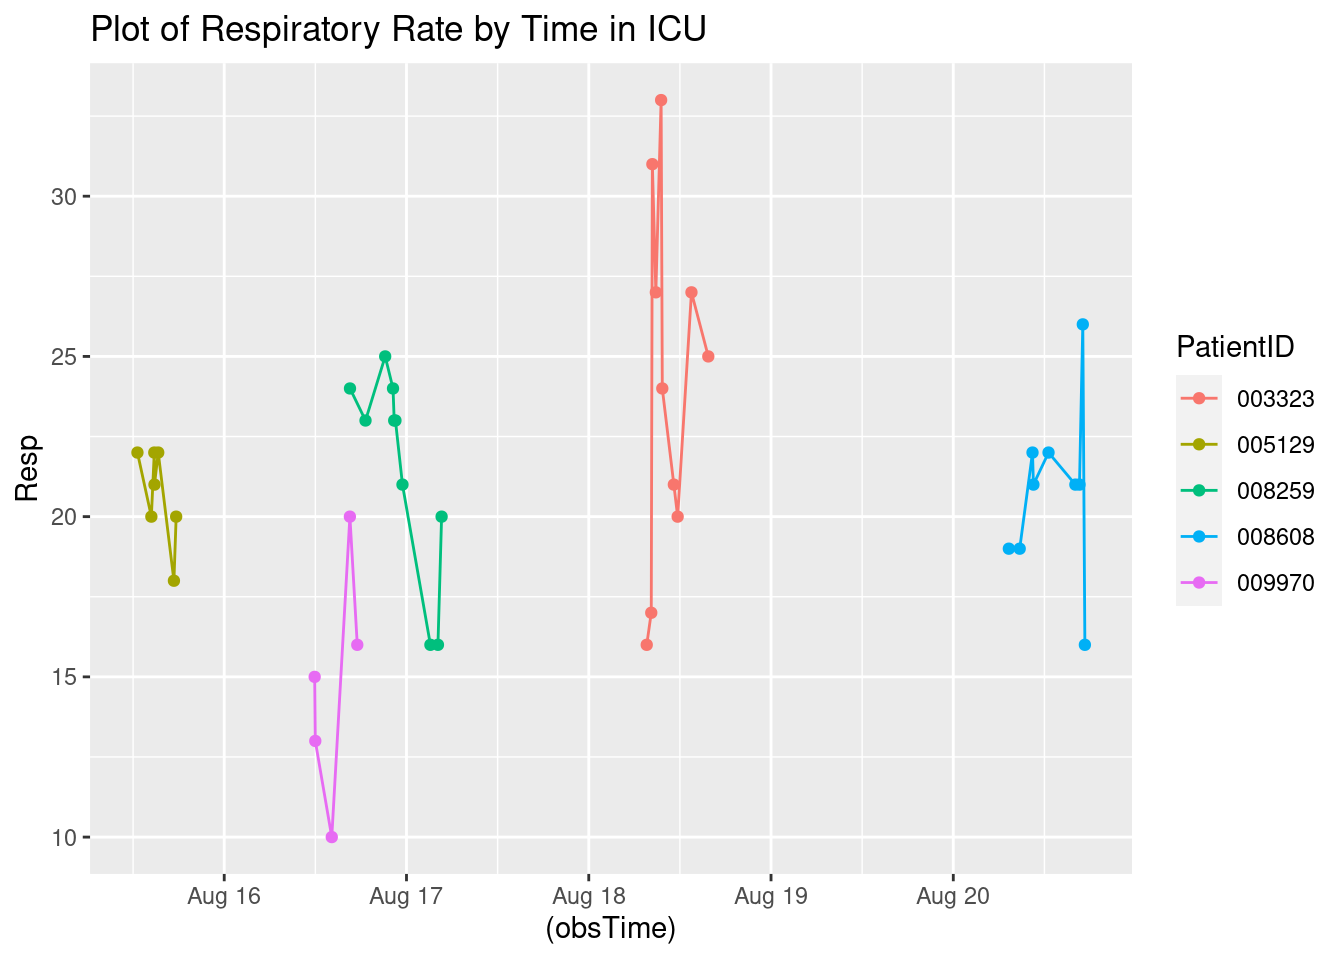 Plot of Respiratory Rate by Time in ICU
Resp
30
25
20
15
10
Aug 16 Aug 17 Aug 18 Aug 19 Aug 20
(obsTime)
PatientID
003323
005129
008259
008608
009970